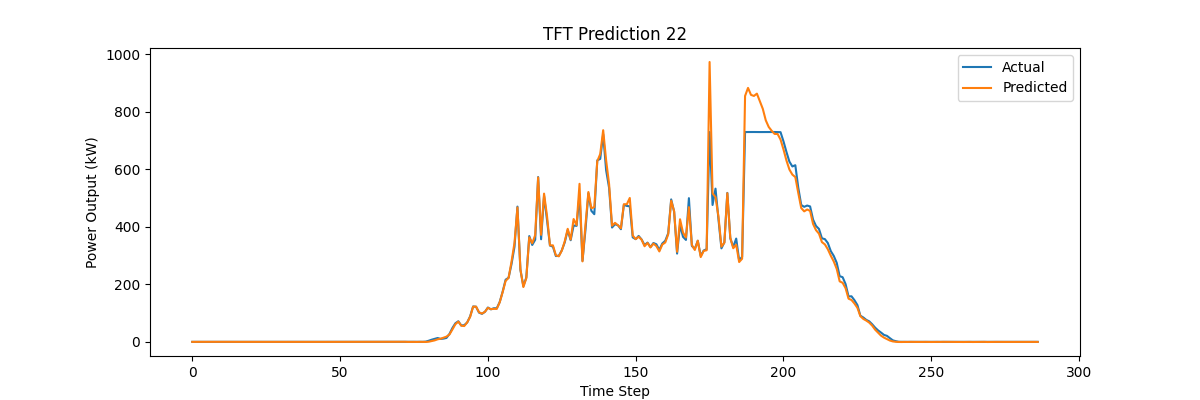 TFT Prediction 22
Actual
Predicted
Power Output (kW)
1000
800
600
400
200
0
0 50 100 150 200 250 300
Time Step